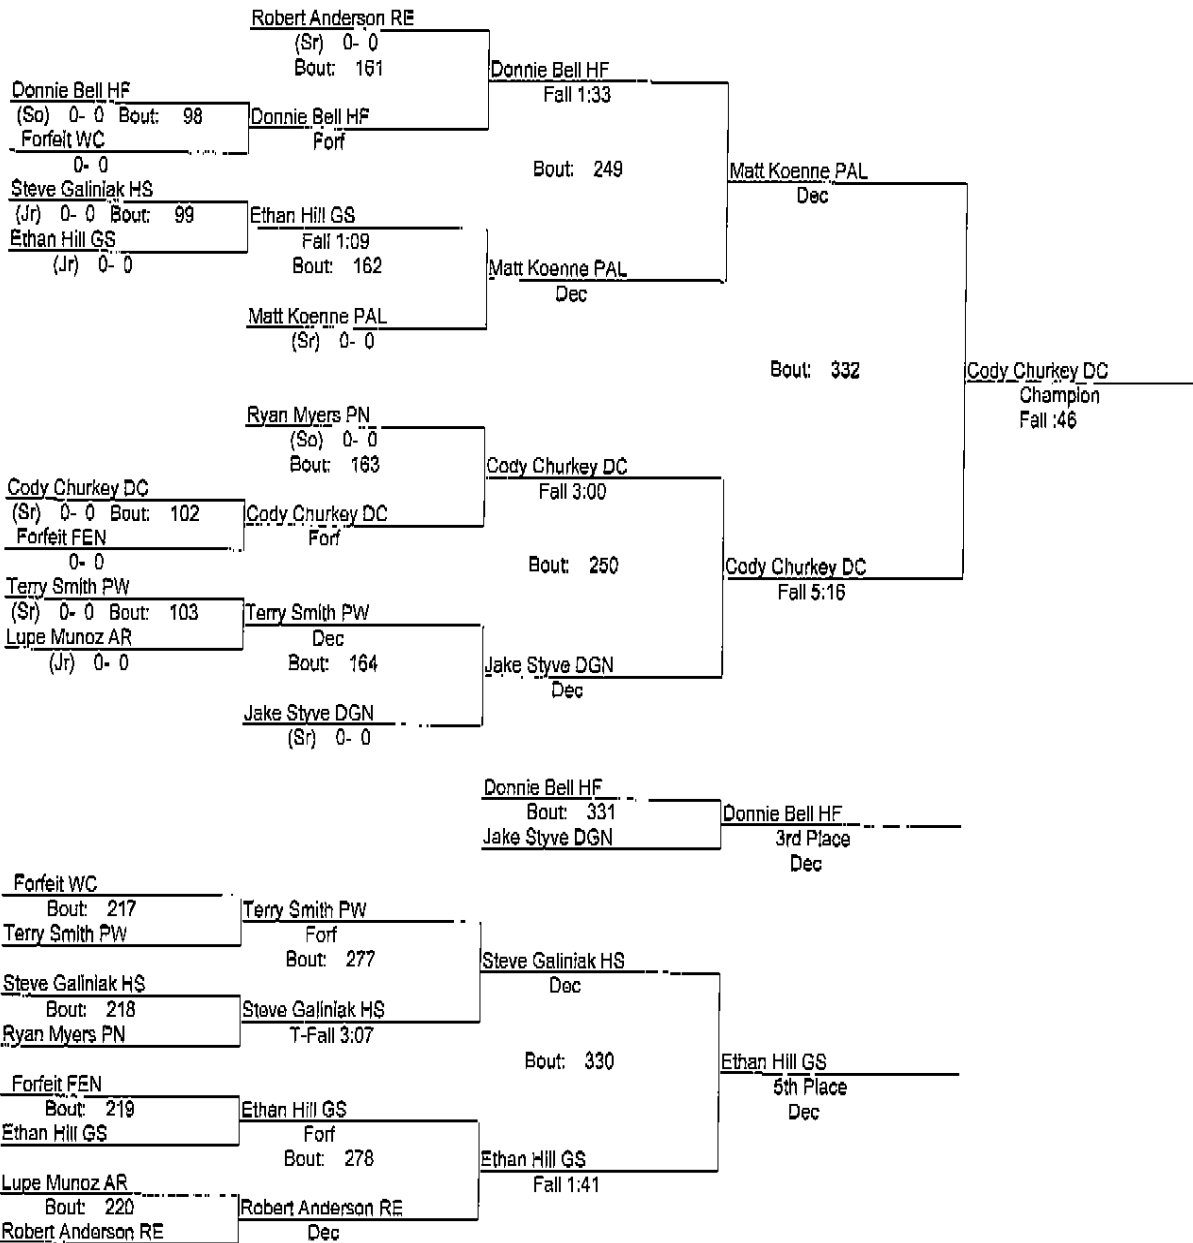 Robert Anderson RE
(Sr) 0- 0
Bout: 161
Donnie Bell HF
Fall 1:33
Donnie Bell HF
(So) 0- 0 Bout: 98
Donnie Bell HF
Forf
Forfeit WC
0- 0
Bout: 249
Matt Koenne PAL
Dec
Steve Galiniak HS
(Jr) 0- 0 Bout: 99
Ethan Hill GS
Fall 1:09
Ethan Hill GS
(Jr) 0- 0
Bout: 162
Matt Koenne PAL
Dec
Matt Koenne PAL
(Sr) 0- 0
Bout: 332
Cody Churkey DC
Champion
Fall :46
Ryan Myers PN
(So) 0- 0
Bout: 163
Cody Churkey DC
Fall 3:00
Cody Churkey DC
(Sr) 0- 0 Bout: 102
Cody Churkey DC
Forf
Forfeit FEN
0- 0
Bout: 250
Cody Churkey DC
Fall 5:16
Terry Smith PW
(Sr) 0- 0 Bout: 103
Terry Smith PW
Dec
Lupe Munoz AR
(Jr) 0- 0
Bout: 164
Jake Styve DGN
Dec
Jake Styve DGN
(Sr) 0- 0
Donnie Bell HF
Bout: 331
Donnie Bell HF
3rd Place
Dec
Jake Styve DGN
Forfeit WC
Bout: 217
Terry Smith PW
Forf
Terry Smith PW
Bout: 277
Steve Galiniak HS
Dec
Steve Galiniak HS
Bout: 218
Steve Galiniak HS
T-Fall 3:07
Ryan Myers PN
Bout: 330
Ethan Hill GS
5th Place
Dec
Forfeit FEN
Bout: 219
Ethan Hill GS
Forf
Ethan Hill GS
Bout: 278
Ethan Hill GS
Fall 1:41
Lupe Munoz AR
Bout: 220
Robert Anderson RE
Dec
Robert Anderson RE